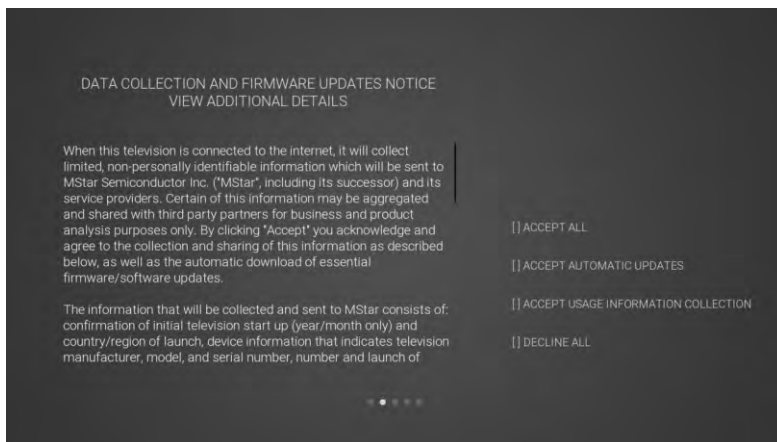 DATA COLLECTION AND FIRMWARE UPDATES NOTICE
VIEW ADDITIONAL DETAILS
When this television is connected to the internet, it will collect
limited, non-personally identifiable information which will be sent to
MStar Semiconductor Inc. ("MStar", including its successor) and its
service providers. Certain of this information may be aggregated
and shared with third party partners for business and product
analysis purposes only. By clicking "Accept" you acknowledge and
agree to the collection and sharing of this information as described
below, as well as the automatic download of essential
firmware/software updates.
The information that will be collected and sent to MStar consists of:
confirmation of initial television start up (year/month only) and
country/region of launch, device information that indicates television
manufacturer, model, and serial number, number and launch of
[ ] ACCEPT ALL
[ ] ACCEPT AUTOMATIC UPDATES
[ ] ACCEPT USAGE INFORMATION COLLECTION
[ ] DECLINE ALL